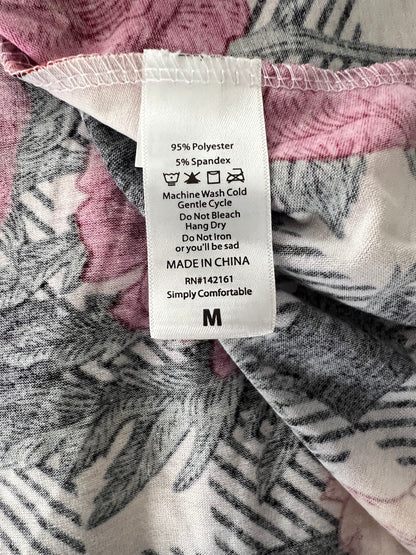 95% Polyester
5% Spandex
Machine Wash Cold
Gentle Cycle
Do Not Bleach
Hang Dry
Do Not Iron
or you'll be sad
MADE IN CHINA
RN#142161
Simply Comfortable
M